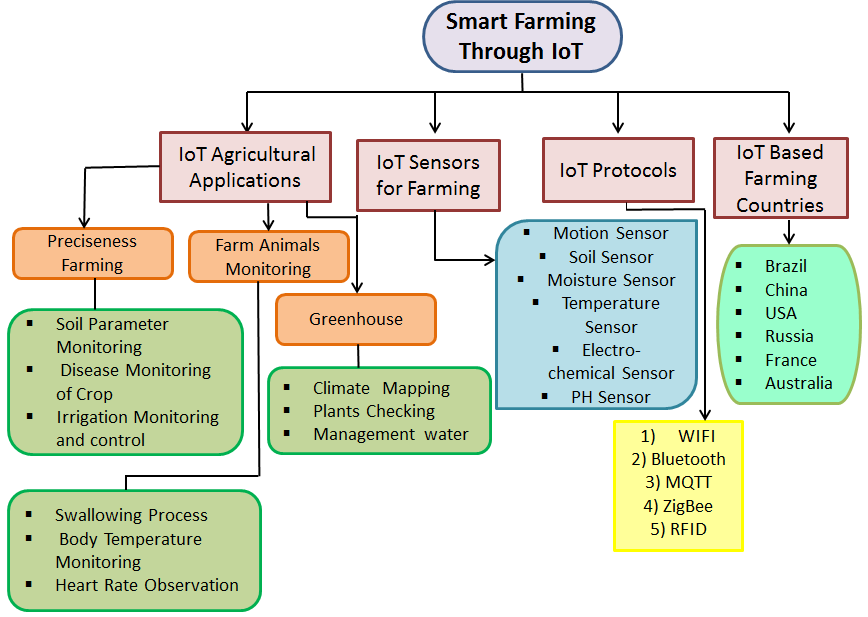 Smart Farming
Through IoT
IoT Agricultural
Applications
IoT Sensors
for Farming
IoT Protocols
IoT Based
Farming
Countries
Preciseness
Farming
Farm Animals
Monitoring
Greenhouse
▪ Soil Parameter
Monitoring
▪ Disease Monitoring
of Crop
▪ Irrigation Monitoring
and control
▪ Swallowing Process
▪ Body Temperature
Monitoring
▪ Heart Rate Observation
▪ Climate Mapping
▪ Plants Checking
▪ Management water
▪ Motion Sensor
▪ Soil Sensor
▪ Moisture Sensor
▪ Temperature
Sensor
▪ Electro-
chemical Sensor
▪ PH Sensor
1) WIFI
2) Bluetooth
3) MQTT
4) ZigBee
5) RFID
▪ Brazil
▪ China
▪ USA
▪ Russia
▪ France
▪ Australia